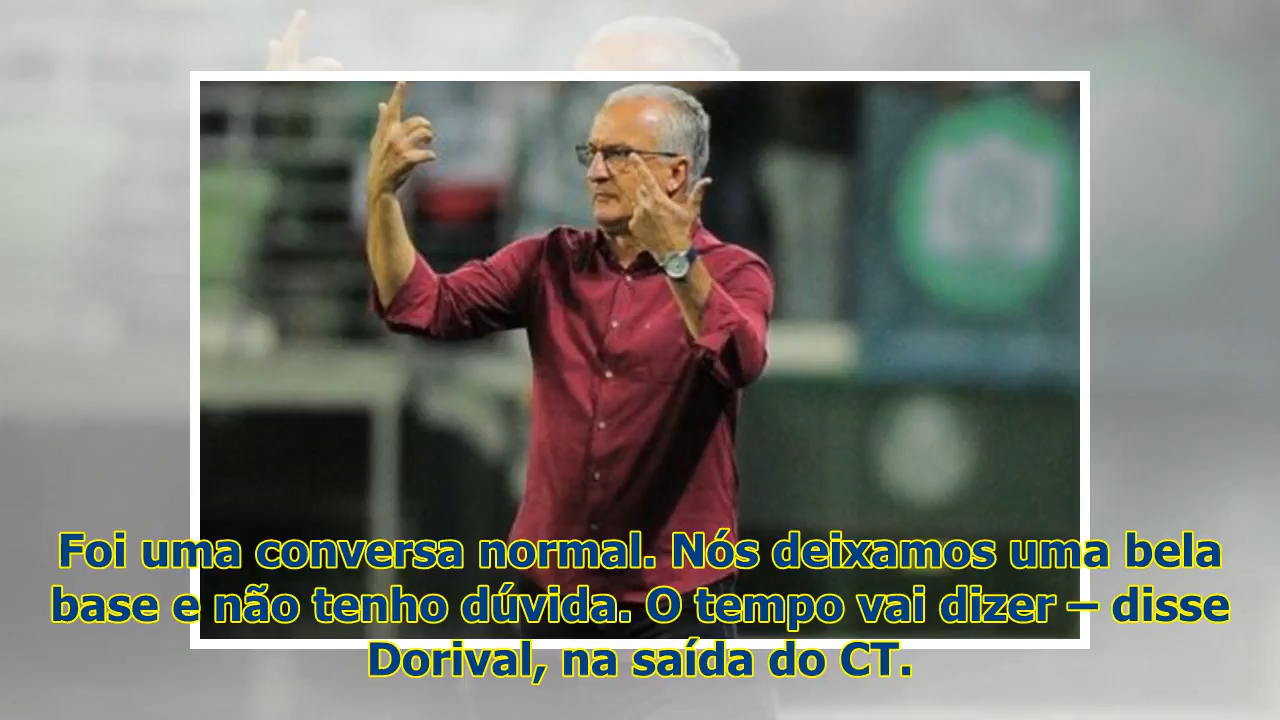 Foi uma conversa normal. Nós deixamos uma bela
base e não tenho dúvida. O tempo vai dizer – disse
Dorival, na saída do CT.